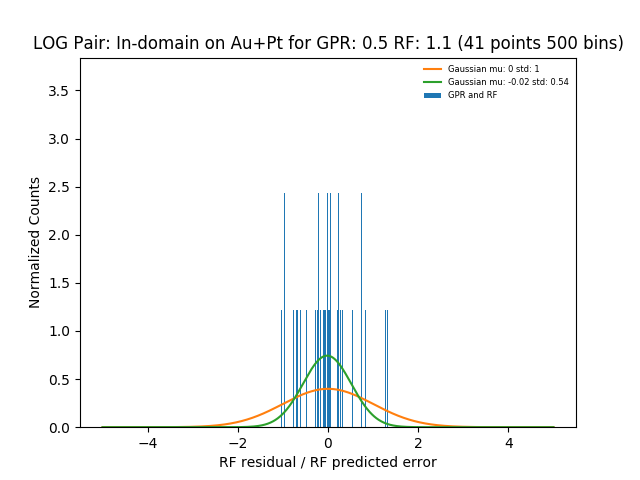 LOG Pair: In-domain on Au+Pt for GPR: 0.5 RF: 1.1 (41 points 500 bins)
Gaussian mu: 0 std: 1
Gaussian mu: -0.02 std: 0.54
GPR and RF
Normalized Counts
3.5
3.0
2.5
2.0
1.5
1.0
0.5
0.0
−4 −2 0 2 4
RF residual / RF predicted error